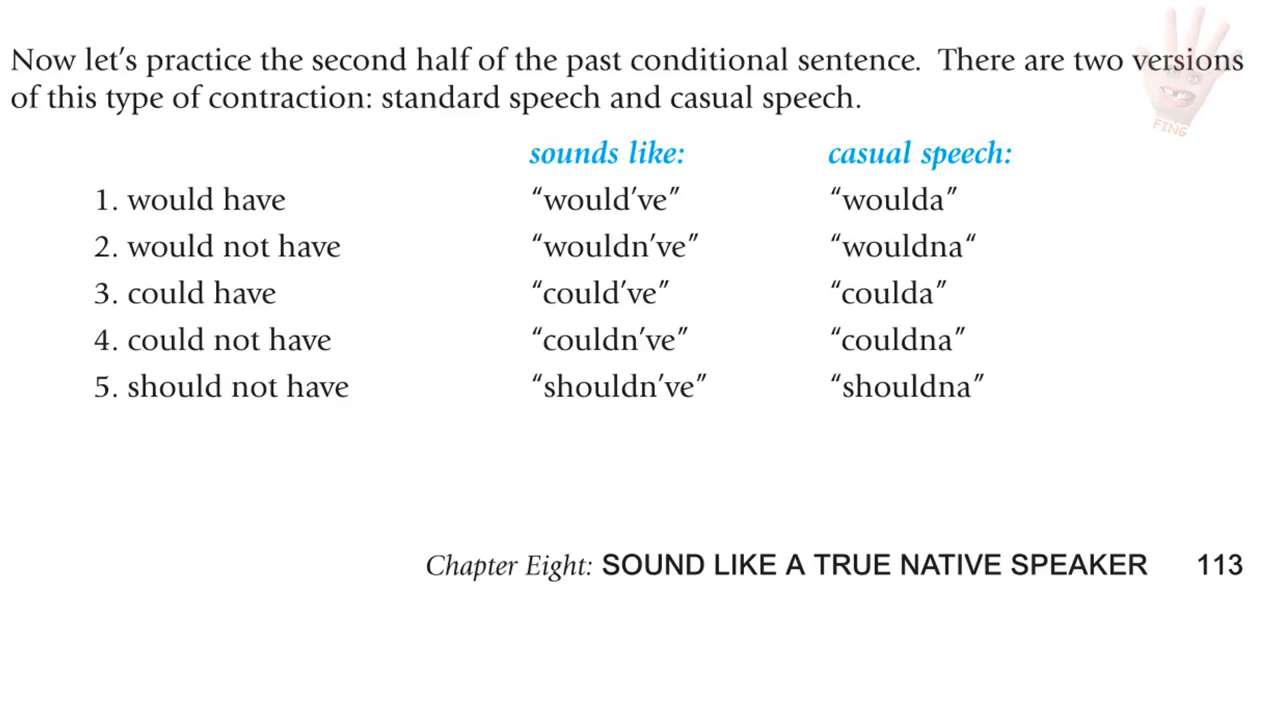 Now let's practice the second half of the past conditional sentence. There are two versions
of this type of contraction: standard speech and casual speech.
FING
sounds like: casual speech:
1. would have "would've" "woulda"
2. would not have "wouldn've" "wouldna“
3. could have "could've" "coulda"
4. could not have "couldn've" "couldna"
5. should not have "shouldn've" "shouldna"
Chapter Eight: SOUND LIKE A TRUE NATIVE SPEAKER 113